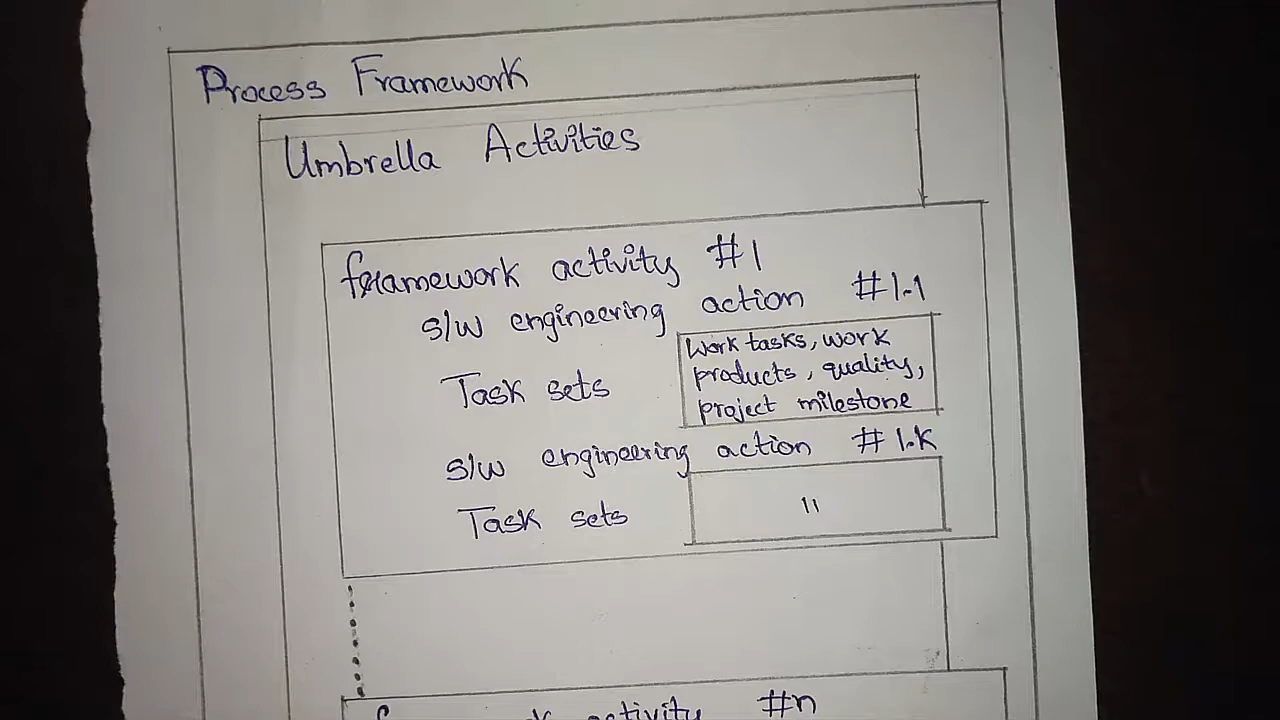 Process Framework
Umbrella Activities
framework activity #1
s/w engineering action #1.1
Task sets
Work tasks, work
products, quality,
project milestone
s/w engineering action #1.K
Task sets
"
activity #n